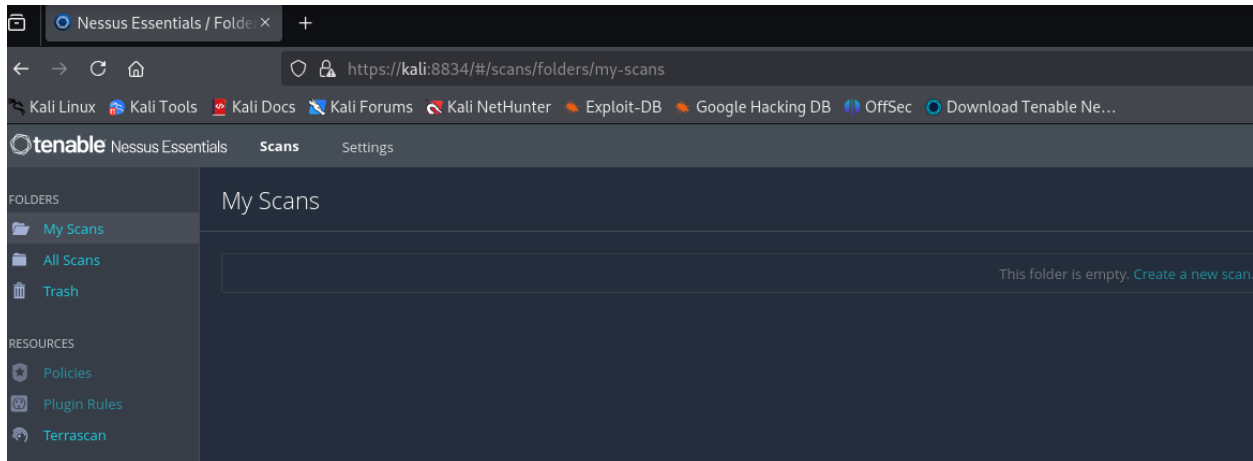 Nessus Essentials / Folde
https://kali:8834/#/scans/folders/my-scans
Kali Linux Kali Tools Kali Docs Kali Forums Kali NetHunter Exploit-DB Google Hacking DB OffSec Download Tenable Ne...
tenable Nessus Essentials Scans Settings
FOLDERS
My Scans
All Scans
Trash
RESOURCES
Policies
Plugin Rules
Terrascan
My Scans
This folder is empty. Create a new scan.